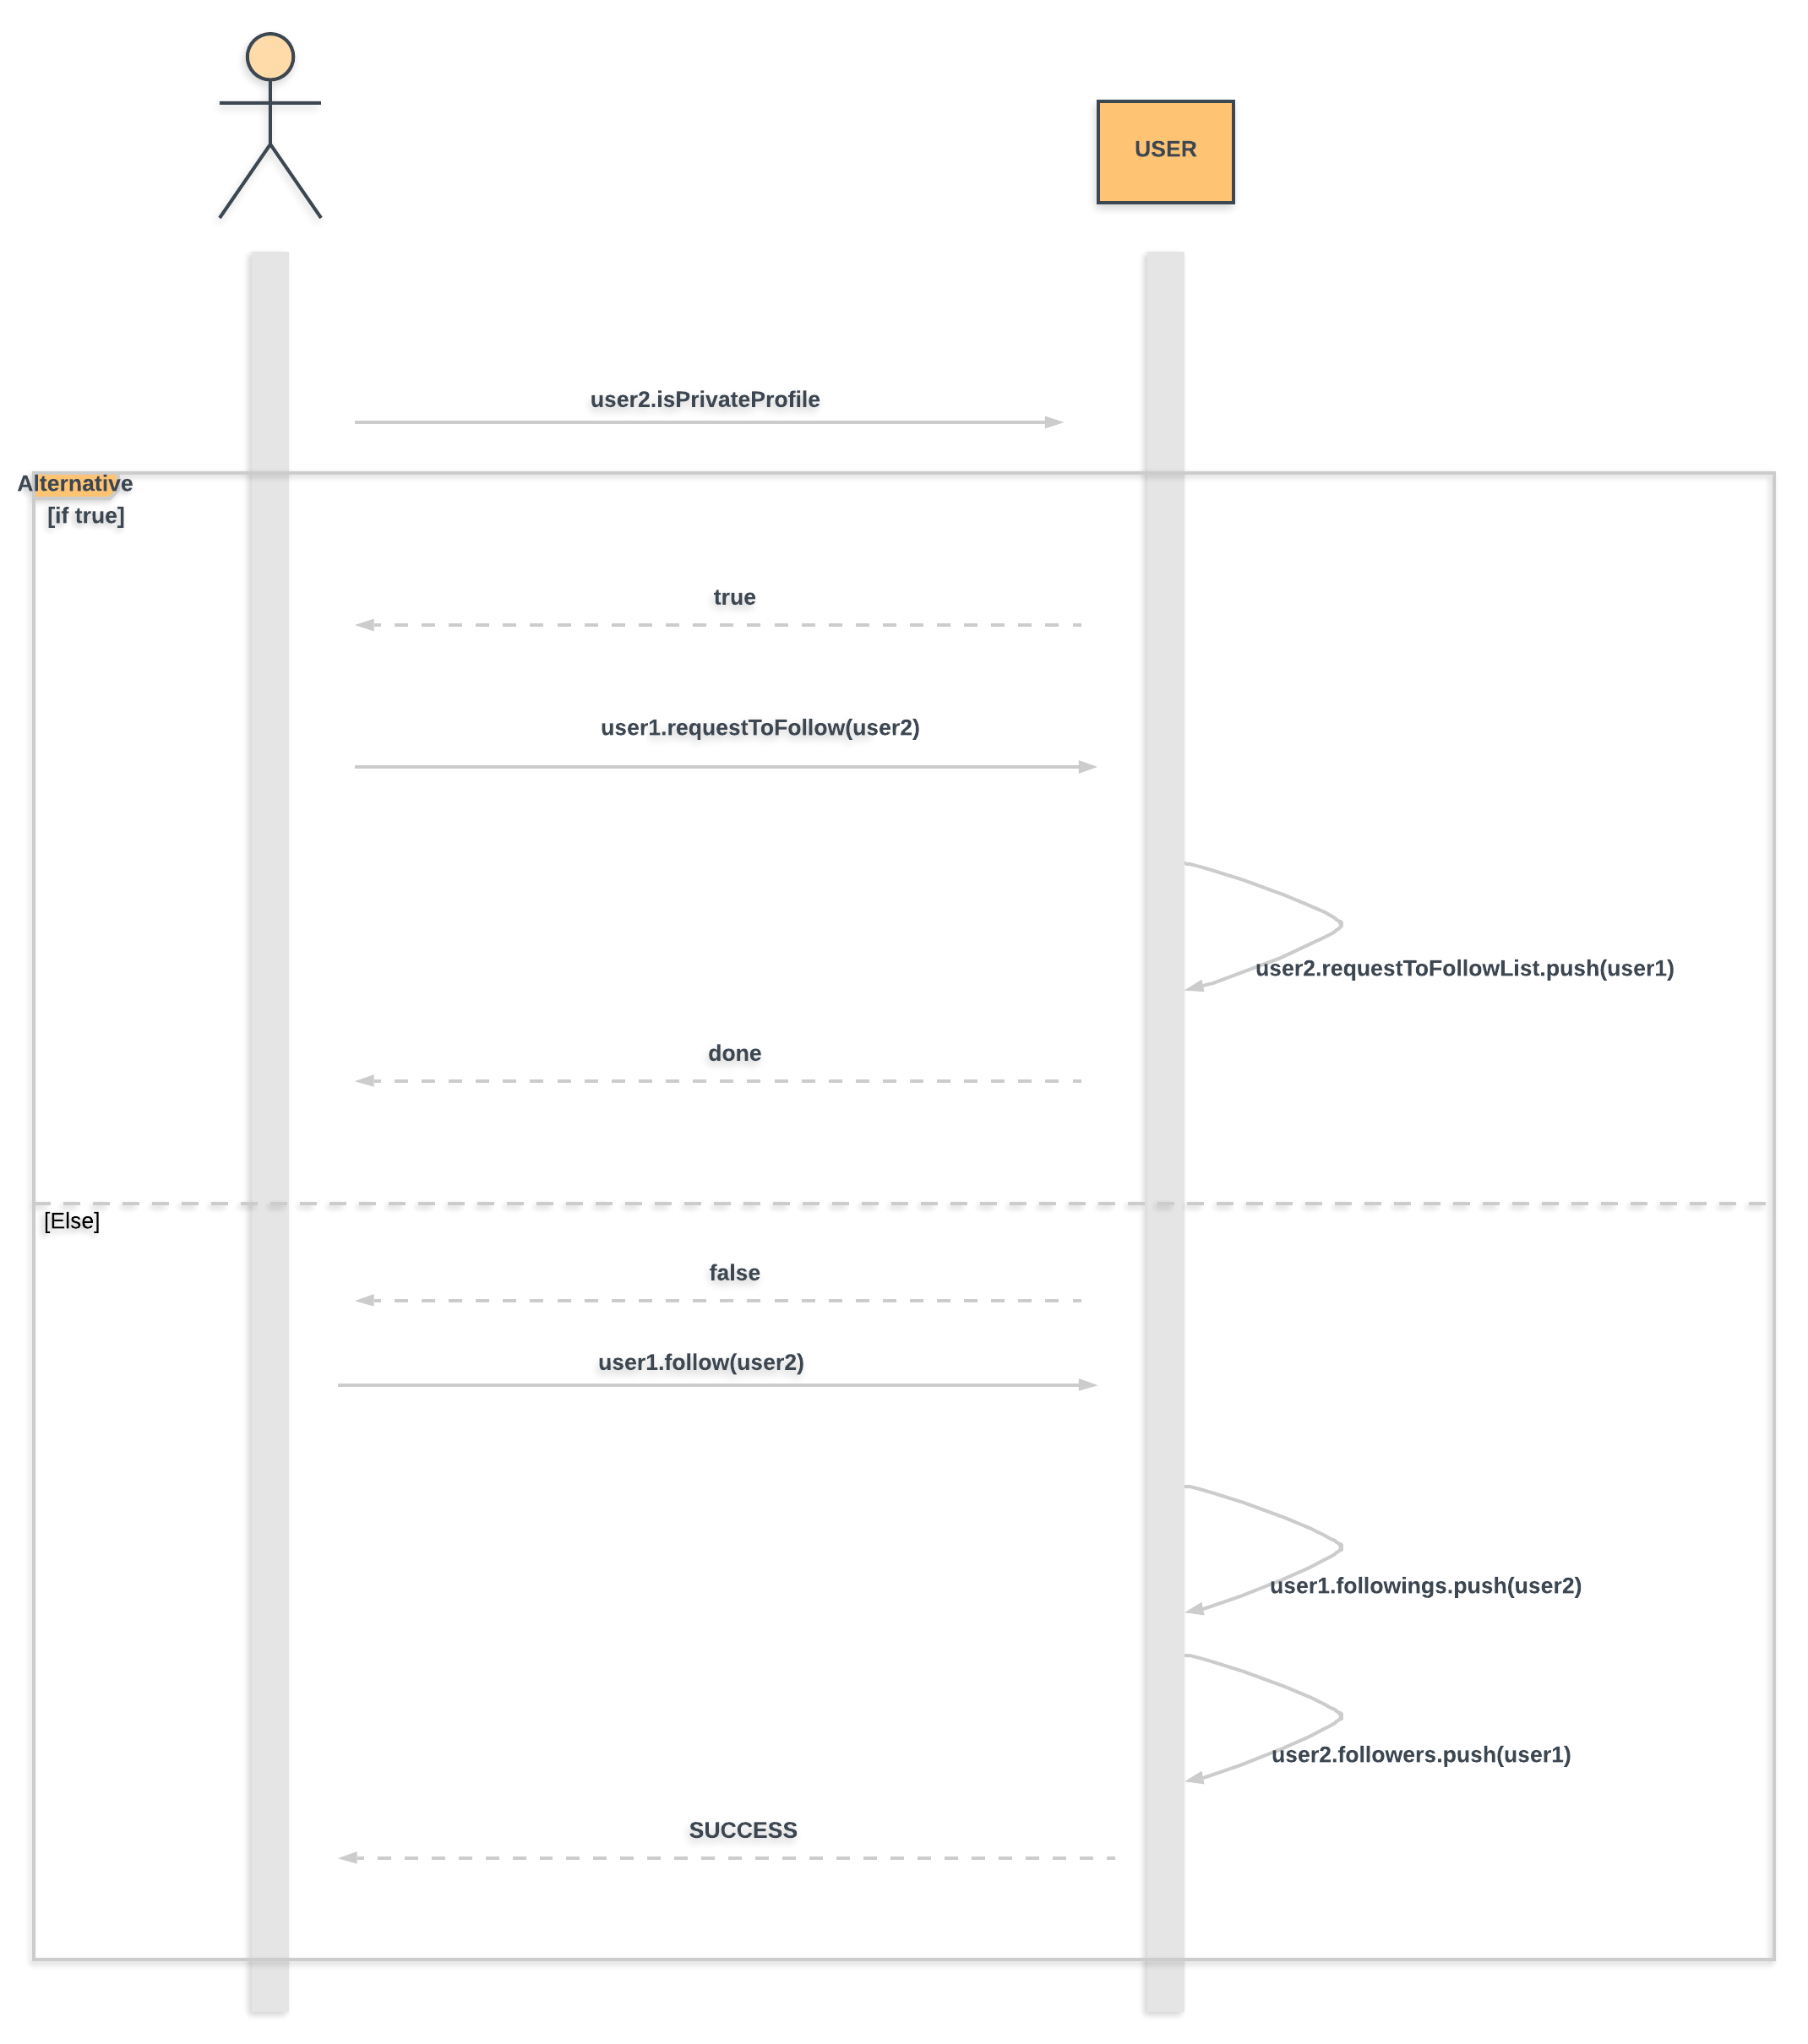 USER
user2.isPrivateProfile
Alternative
[if true]
true
user1.requestToFollow(user2)
user2.requestToFollowList.push(user1)
done
[Else]
false
user1.follow(user2)
user1.followings.push(user2)
user2.followers.push(user1)
SUCCESS